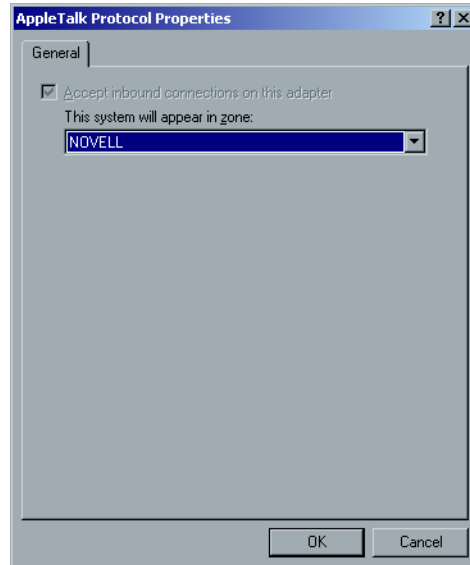 AppleTalk Protocol Properties
General
Accept inbound connections on this adapter
This system will appear in zone:
NOVELL
OK Cancel